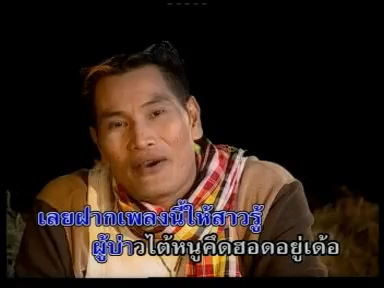 เลยฝากเพลงนี้ให้สาวรู้
ผู้บ่าวไต้หนูคึดฮอดอยู่เด้อ